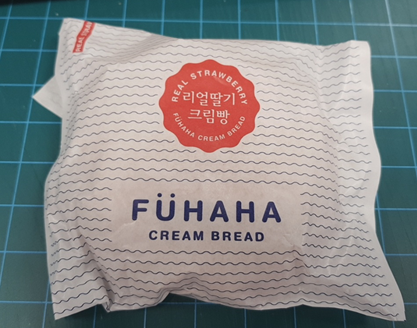 REAL STRAWBERRY
리얼딸기
크림빵
FÜHAHA CREAM BREAD
FÜHAHA
CREAM BREAD